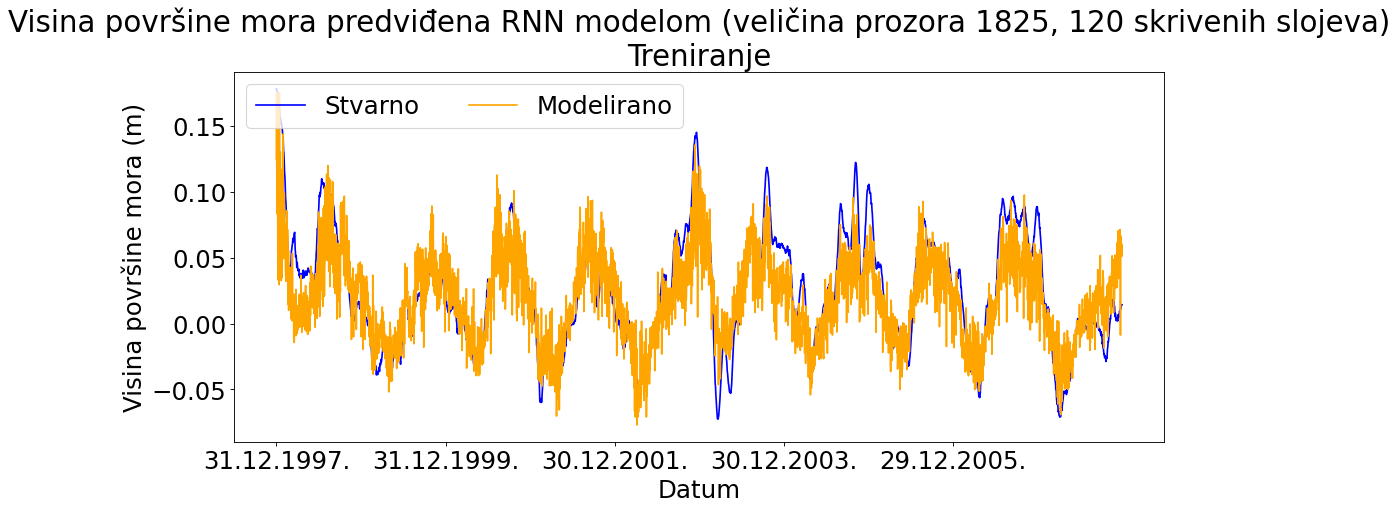 Visina površine mora predviđena RNN modelom (veličina prozora 1825, 120 skrivenih slojeva)
Treniranje
Stvarno
Modelirano
Visina površine mora (m)
0.15
0.10
0.05
0.00
−0.05
31.12.1997.
31.12.1999.
30.12.2001.
30.12.2003.
29.12.2005.
Datum